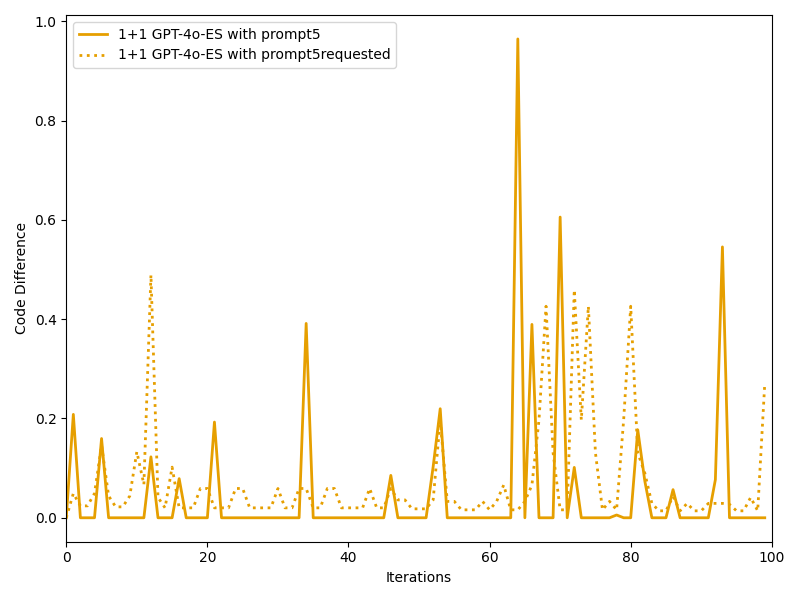 1+1 GPT-4o-ES with prompt5
1+1 GPT-4o-ES with prompt5requested
1.0
0.8
0.6
0.4
0.2
0.0
Code Difference
0 20 40 60 80 100
Iterations